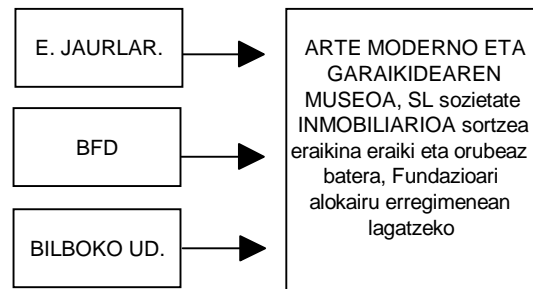 E. JAURLAR.
BFD
BILBOKO UD.
ARTE MODERNO ETA
GARAIKIDEAREN
MUSEOA, SL sozietate
INMOBILIARIOA sortzea
eraikina eraiki eta orubeaz
batera, Fundazioari
alokairu erregimenean
lagatzeko